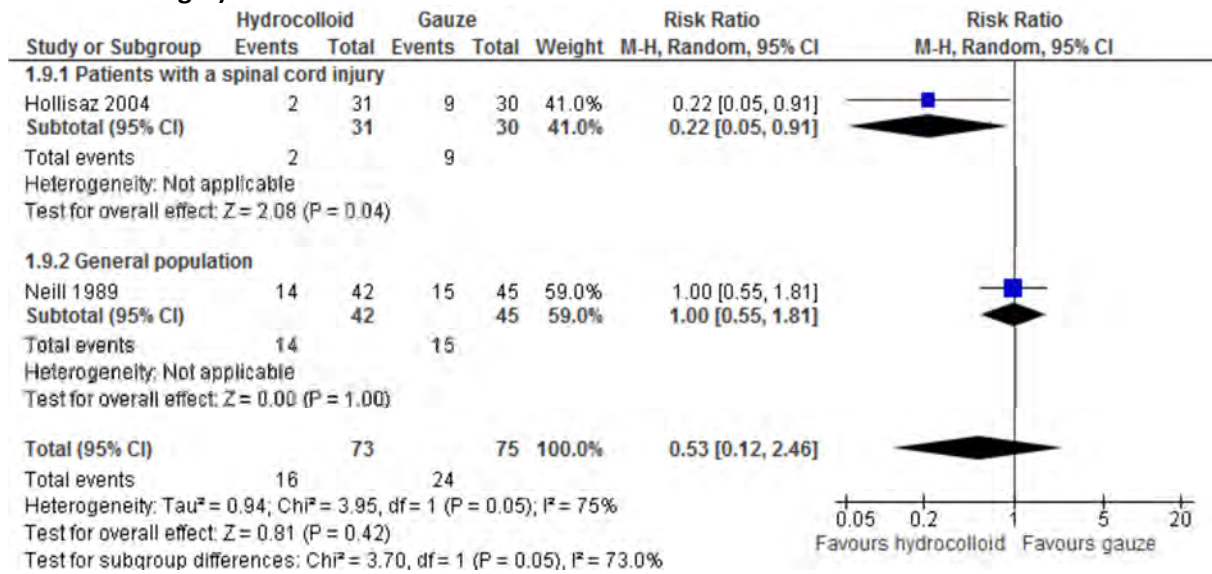 Hydrocolloid Gauze Risk Ratio Risk Ratio
Study or Subgroup Events Total Events Total Weight M-H, Random, 95% CI M-H, Random, 95% CI
1.9.1 Patients with a spinal cord injury
Hollisaz 2004 2 31 9 30 41.0% 0.22 [0.05, 0.91]
Subtotal (95% CI) 31 30 41.0% 0.22 [0.05, 0.91]
Total events 2 9
Heterogeneity: Not applicable
Test for overall effect: Z = 2.08 (P = 0.04)
1.9.2 General population
Neill 1989 14 42 15 45 59.0% 1.00 [0.55, 1.81]
Subtotal (95% CI) 42 45 59.0% 1.00 [0.55, 1.81]
Total events 14 15
Heterogeneity: Not applicable
Test for overall effect: Z = 0.00 (P = 1.00)
Total (95% CI) 73 75 100.0% 0.53 [0.12, 2.46]
Total events 16 24
Heterogeneity: Tau² = 0.94; Chi² = 3.95, df = 1 (P = 0.05); I² = 75%
Test for overall effect: Z = 0.81 (P = 0.42)
Test for subgroup differences: Chi² = 3.70, df = 1 (P = 0.05), I² = 73.0%
0.05 0.2 1 5 20
Favours hydrocolloid Favours gauze